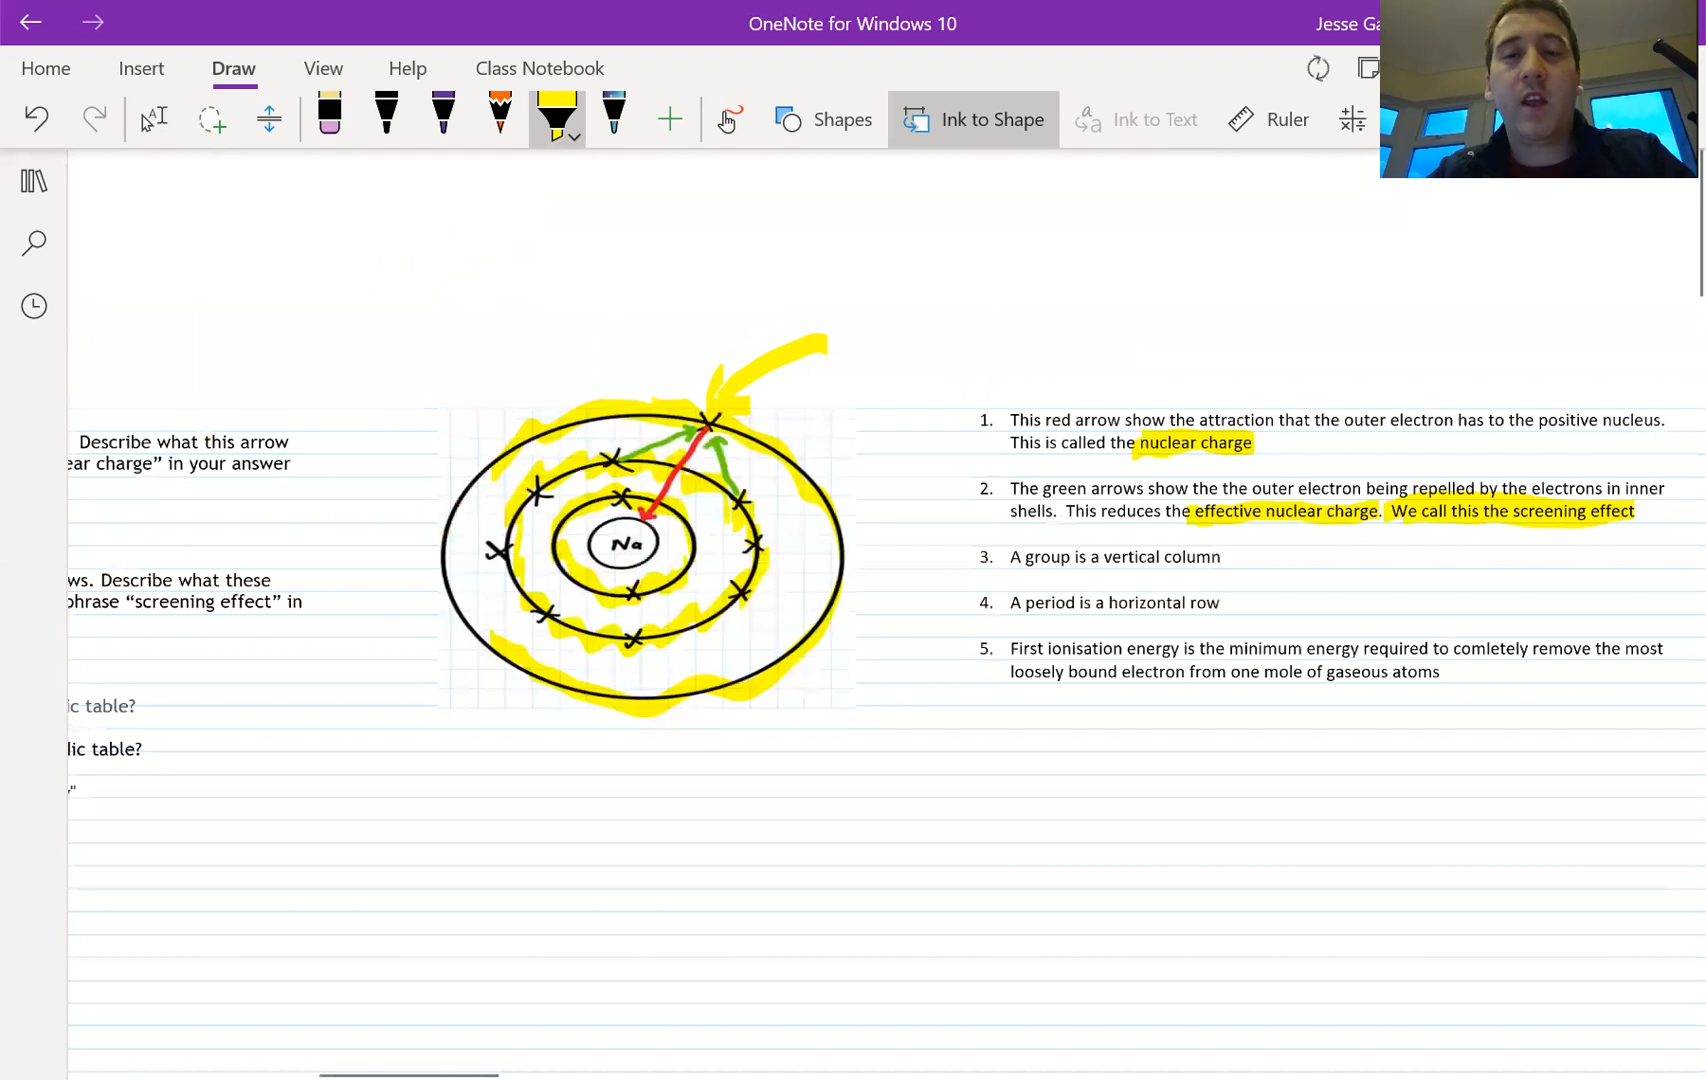 OneNote for Windows 10
Jesse Ga
Home Insert Draw View Help Class Notebook
Shapes Ink to Shape Ink to Text Ruler
Describe what this arrow
ear charge” in your answer
ws. Describe what these
phrase “screening effect” in
ic table?
dic table?
y"
Na
1. This red arrow show the attraction that the outer electron has to the positive nucleus.
This is called the nuclear charge
2. The green arrows show the the outer electron being repelled by the electrons in inner
shells. This reduces the effective nuclear charge. We call this the screening effect
3. A group is a vertical column
4. A period is a horizontal row
5. First ionisation energy is the minimum energy required to comletely remove the most
loosely bound electron from one mole of gaseous atoms